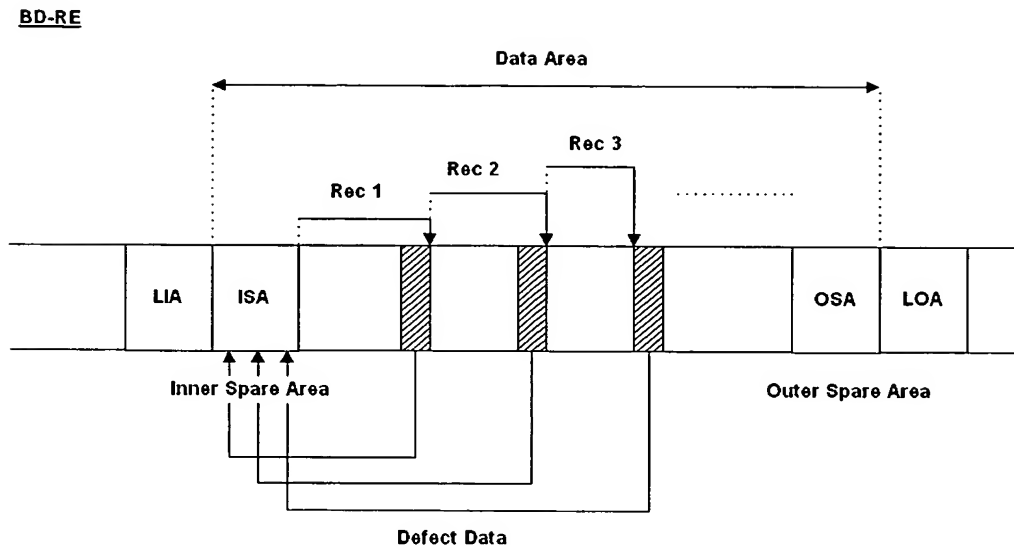 BD-RE
Data Area
Rec 3
Rec 2
Rec 1
LIA
ISA
OSA
LOA
Inner Spare Area
Outer Spare Area
Defect Data